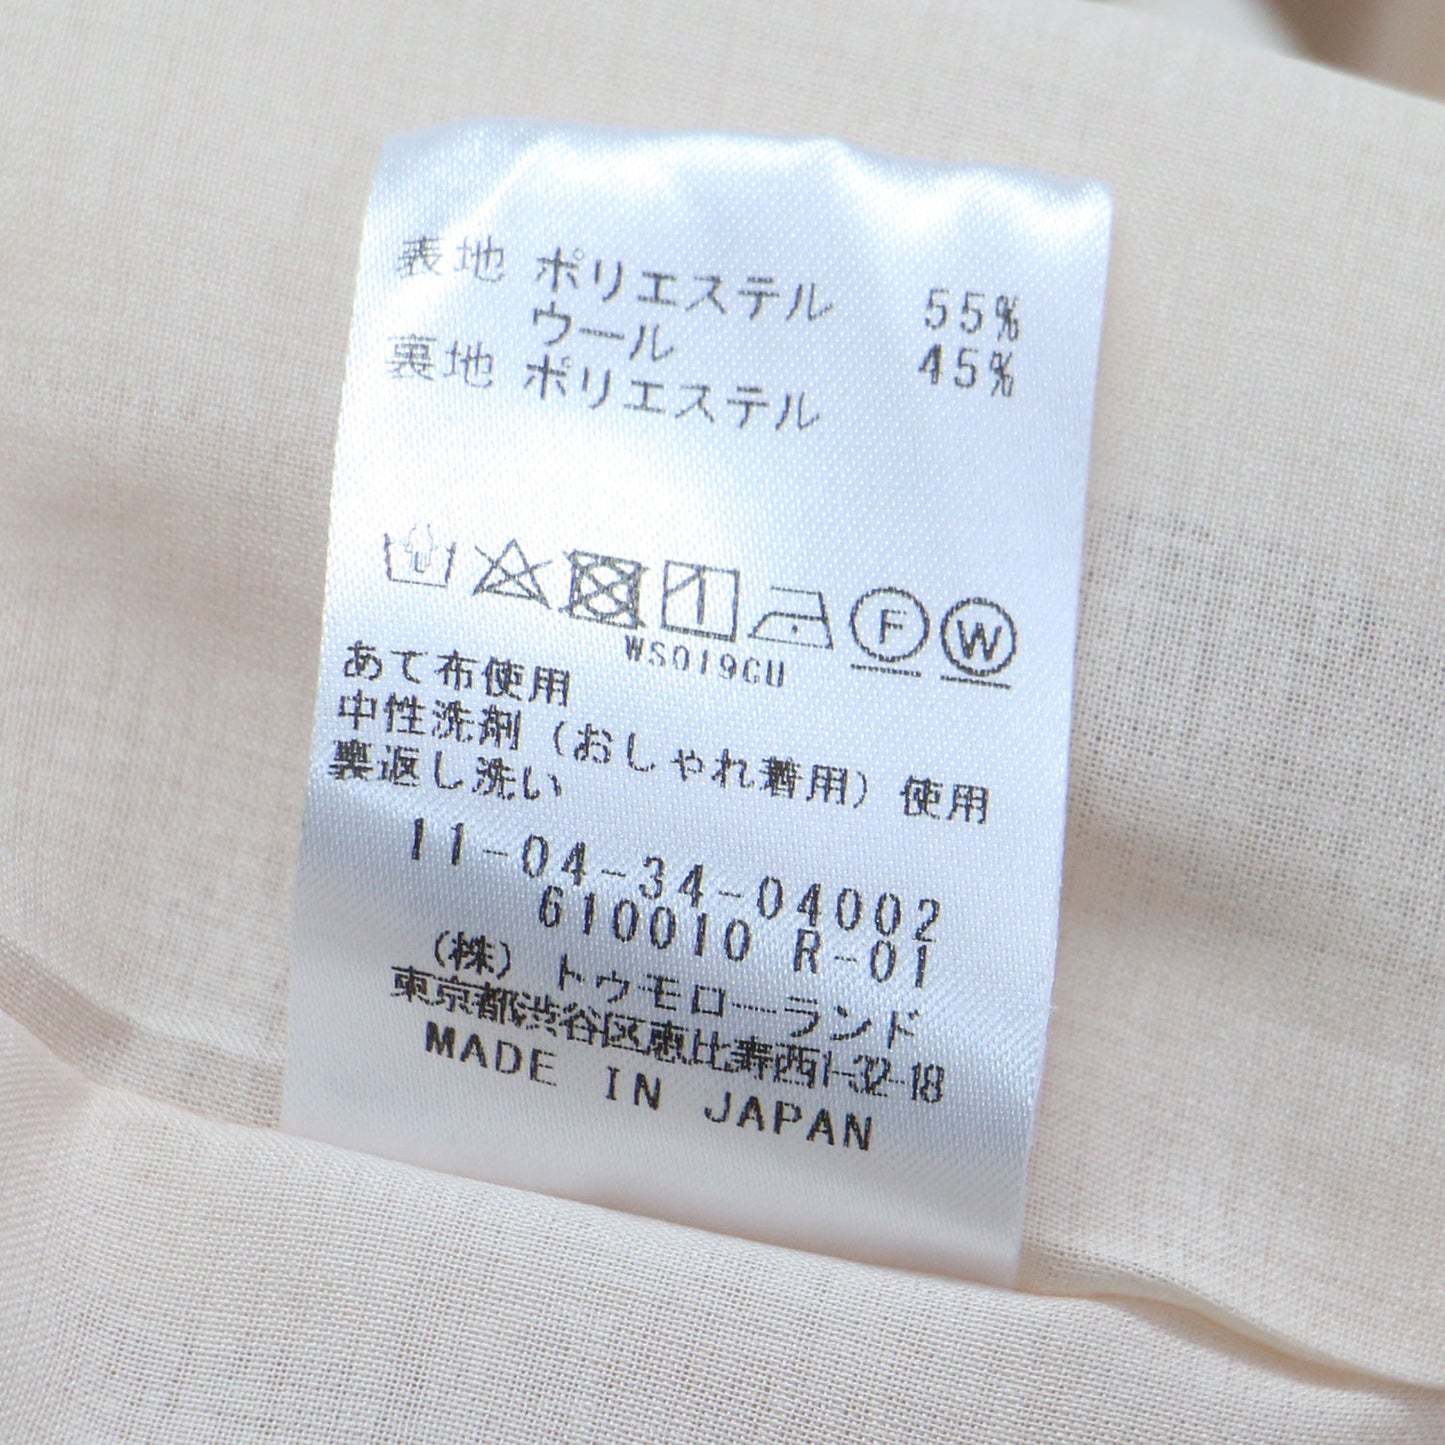 表地 ポリエステル 55%
ウール 45%
裏地 ポリエステル
F W
WS019CU
あて布使用
中性洗剤（おしゃれ着用）使用
裏返し洗い
11-04-34-04002
610010 R-01
（株）トゥモローランド
東京都渋谷区恵比寿西1-32-18
MADE IN JAPAN